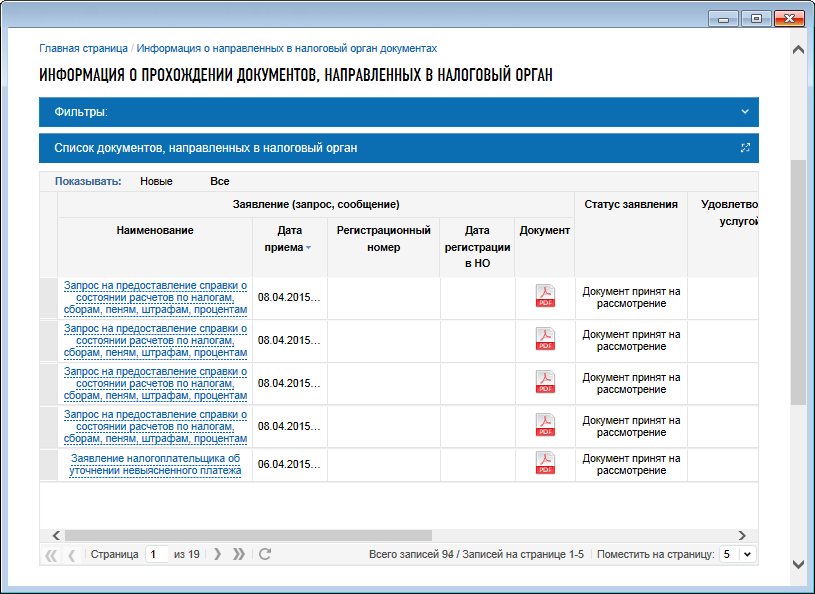 Главная страница / Информация о направленных в налоговый орган документах
ИНФОРМАЦИЯ О ПРОХОЖДЕНИИ ДОКУМЕНТОВ, НАПРАВЛЕННЫХ В НАЛОГОВЫЙ ОРГАН
Фильтры:
Список документов, направленных в налоговый орган
Показывать: Новые Все
Заявление (запрос, сообщение)
Наименование
Дата
приема
Регистрационный
номер
Дата
регистрации
в НО
Документ
Статус заявления
Удовлетво
услугой
Запрос на предоставление справки о
состоянии расчетов по налогам,
сборам, пеням, штрафам, процентам
08.04.2015...
PDF
Документ принят на
рассмотрение
Запрос на предоставление справки о
состоянии расчетов по налогам,
сборам, пеням, штрафам, процентам
08.04.2015...
PDF
Документ принят на
рассмотрение
Запрос на предоставление справки о
состоянии расчетов по налогам,
сборам, пеням, штрафам, процентам
08.04.2015...
PDF
Документ принят на
рассмотрение
Запрос на предоставление справки о
состоянии расчетов по налогам,
сборам, пеням, штрафам, процентам
08.04.2015...
PDF
Документ принят на
рассмотрение
Заявление налогоплательщика об
уточнении невыясненного платежа
06.04.2015...
PDF
Документ принят на
рассмотрение
Страница 1 из 19
Всего записей 94 / Записей на странице 1-5 Поместить на страницу: 5